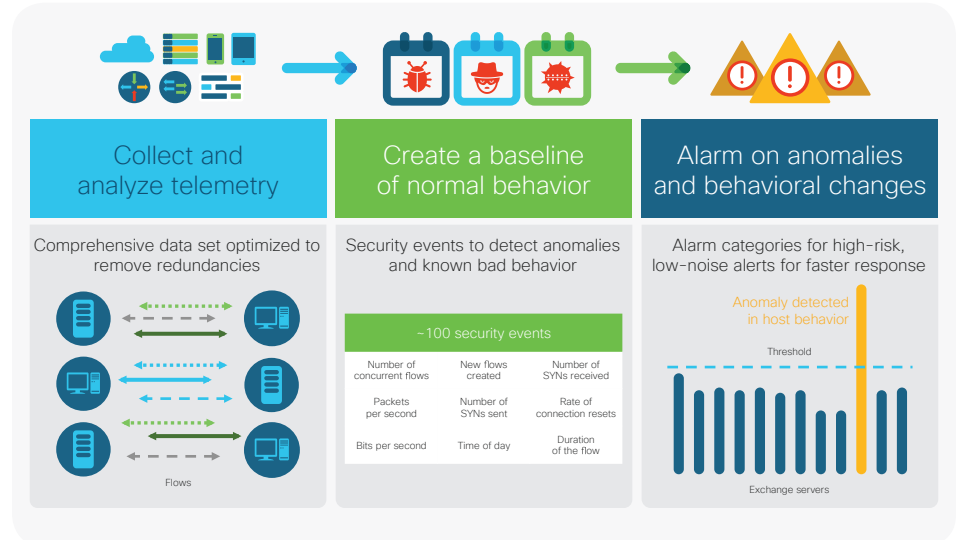 Collect and
analyze telemetry
Create a baseline
of normal behavior
Alarm on anomalies
and behavioral changes
Comprehensive data set optimized to
remove redundancies
Flows
Security events to detect anomalies
and known bad behavior
~100 security events
Number of
concurrent flows
New flows
created
Number of
SYNs received
Packets
per second
Number of
SYNs sent
Rate of
connection resets
Bits per second
Time of day
Duration
of the flow
Alarm categories for high-risk,
low-noise alerts for faster response
Anomaly detected
in host behavior
Threshold
Exchange servers